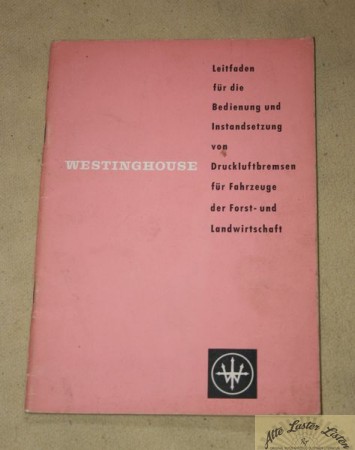 Leitfaden
für die
Bedienung und
Instandsetzung
von
WESTINGHOUSE Druckluftbremsen
für Fahrzeuge
der Forst- und
Landwirtschaft
W
Alte Laster Listen